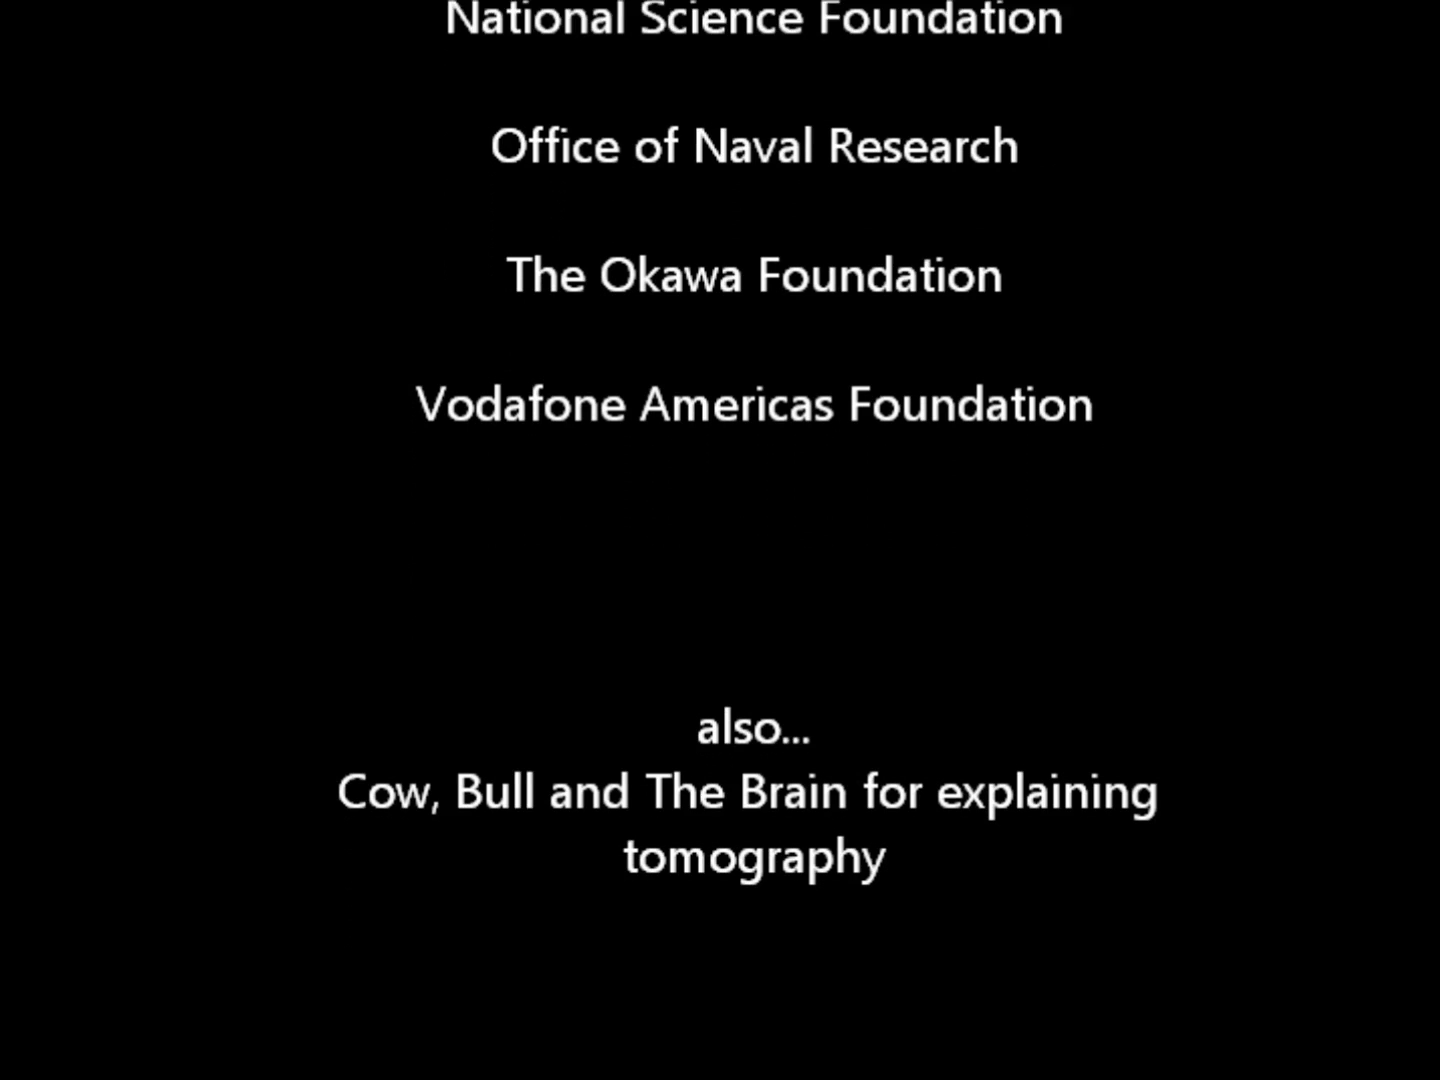 National Science Foundation
Office of Naval Research
The Okawa Foundation
Vodafone Americas Foundation
also...
Cow, Bull and The Brain for explaining
tomography